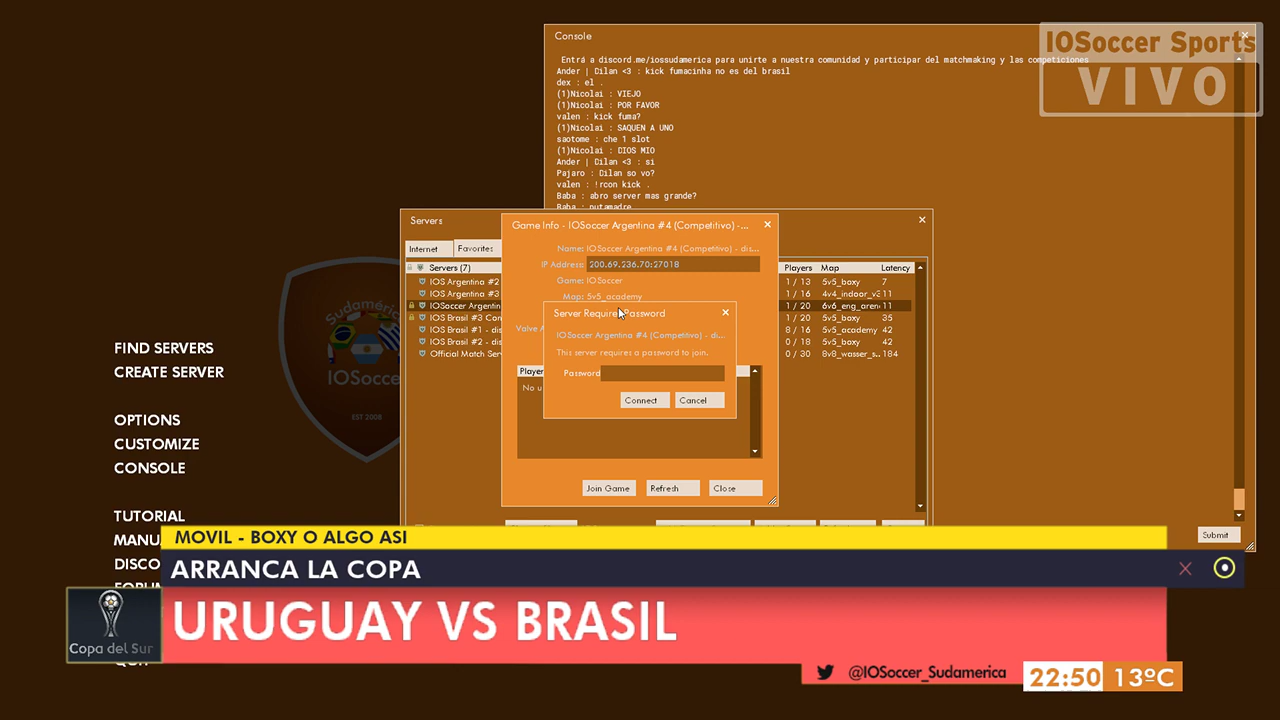 Console
IOSoccer Sports
VIVO
Entrá a discord.me/iossudamerica para unirte a nuestra comunidad y participar del matchmaking y las competiciones
Ander | Dilan <3 : kick fumacinha no es del brasil
dex : el .
(1)Nicolai : VIEJO
(1)Nicolai : POR FAVOR
valen : kick fuma?
(1)Nicolai : SAQUEN A UNO
saotome : che 1 slot
(1)Nicolai : DIOS MIO
Ander | Dilan <3 : si
Pajaro : Dilan so vo?
valen : !rcon kick .
Baba : abro server mas grande?
Baba : putamadre
Submit
Servers
Internet
Favorites
Servers (7)
Players
Map
Latency
IOS Argentina #2
1 / 13
5v5_boxy
7
IOS Argentina #3
1 / 16
4v4_indoor_v3
11
IOSoccer Argentin
1 / 20
6v6_eng_aren
11
IOS Brasil #3 Con
1 / 20
5v5_boxy
35
IOS Brasil #1 - dis
8 / 16
5v5_academy
42
IOS Brasil #2 - dis
0 / 18
5v5_boxy
42
Official Match Ser
0 / 30
8v8_wasser_s...
184
Game Info - IOSoccer Argentina #4 (Competitivo) -...
Name: IOSoccer Argentina #4 (Competitivo) - dis...
IP Address: 200.69.236.70:27018
Game: IOSoccer
Map: 5v5_academy
Valve A
Player
No u
Join Game
Refresh
Close
Server Requires Password
IOSoccer Argentina #4 (Competitivo) - di...
This server requires a password to join.
Password
Connect
Cancel
Sudaméri
IOSocce
EST 2008
FIND SERVERS
CREATE SERVER
OPTIONS
CUSTOMIZE
CONSOLE
TUTORIAL
MANU
DISCO
MOVIL - BOXY O ALGO ASI
ARRANCA LA COPA
URUGUAY VS BRASIL
Copa del Sur
@IOSoccer_Sudamerica
22:50
13ºC